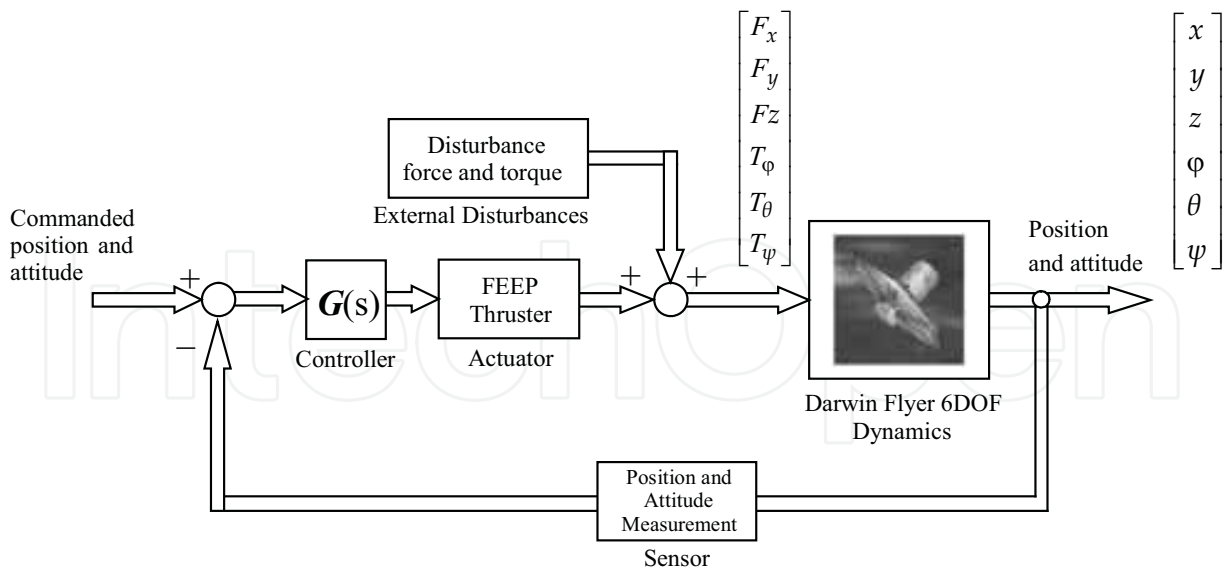 F_x
F_y
Fz
T_φ
T_θ
T_ψ
x
y
z
φ
θ
ψ
Disturbance
force and torque
External Disturbances
Commanded
position and
attitude
+
−
G(s)
Controller
FEEP
Thruster
Actuator
+
+
Darwin Flyer 6DOF
Dynamics
Position
and attitude
Position and
Attitude
Measurement
Sensor
IntechOpen